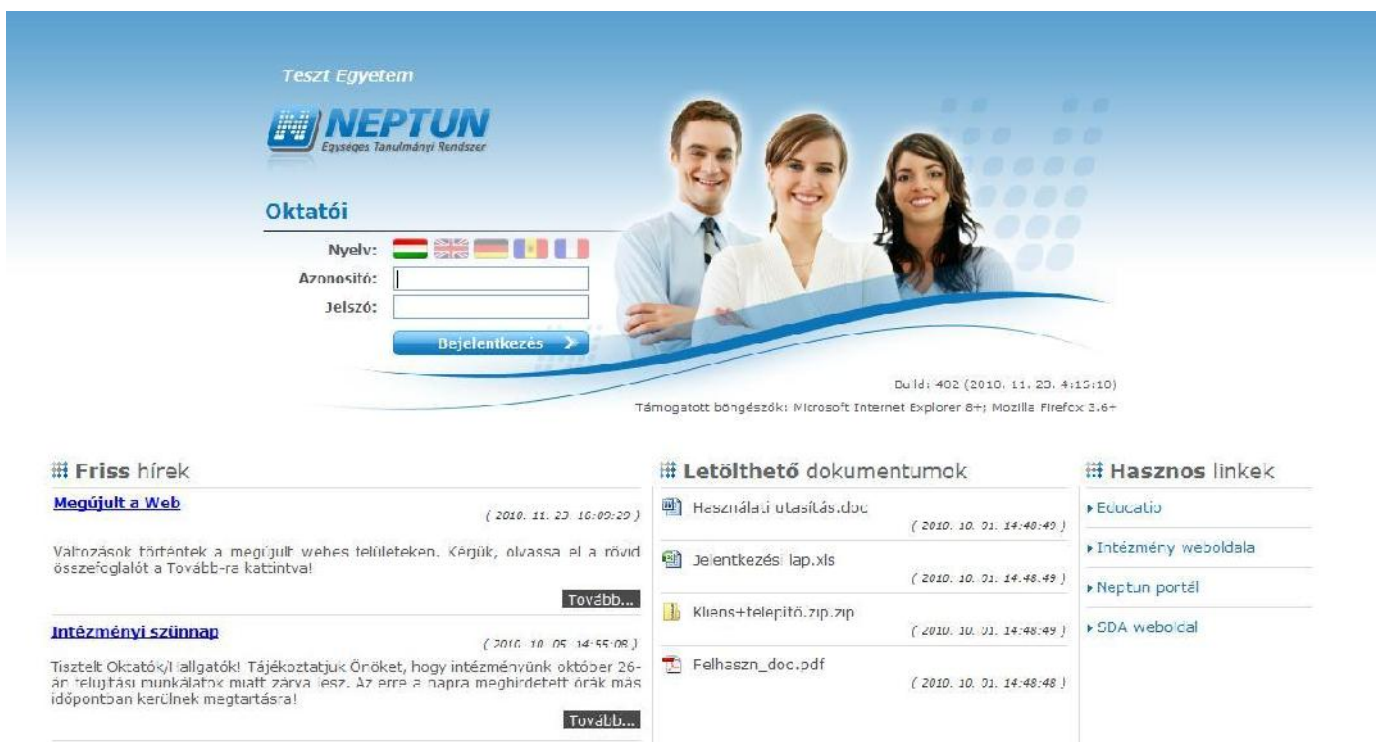 Teszt Egyetem
NEPTUN
Egységes Tanulmányi Rendszer
Oktatói
Nyelv:
Azonosító:
Jelszó:
Bejelentkezés
Build: 402 (2010. 11. 23. 4:15:10)
Támogatott böngészők: Microsoft Internet Explorer 8+; Mozilla Firefox 3.6+
Friss hírek
Megújult a Web
( 2010. 11. 23. 16:09:29 )
Változások történtek a megújult webes felületeken. Kérjük, olvassa el a rövid
összefoglalót a Tovább-ra kattintva!
Tovább...
Intézményi szünnap
( 2010. 10. 05. 14:55:08 )
Tisztelt Oktatók/Hallgatók! Tájékoztatjuk Önöket, hogy intézményünk október 26-
án felújítási munkálatok miatt zárva lesz. Az erre a napra meghirdetett órák más
időpontban kerülnek megtartásra!
Tovább...
Letölthető dokumentumok
Használati utasítás.doc
( 2010. 10. 01. 14:48:49 )
Jelentkezési lap.xls
( 2010. 10. 01. 14:48:49 )
Kliens+telepítő.zip.zip
( 2010. 10. 01. 14:48:49 )
Felhaszn_doc.pdf
( 2010. 10. 01. 14:48:48 )
Hasznos linkek
Educatio
Intézmény weboldala
Neptun portál
SDA weboldal